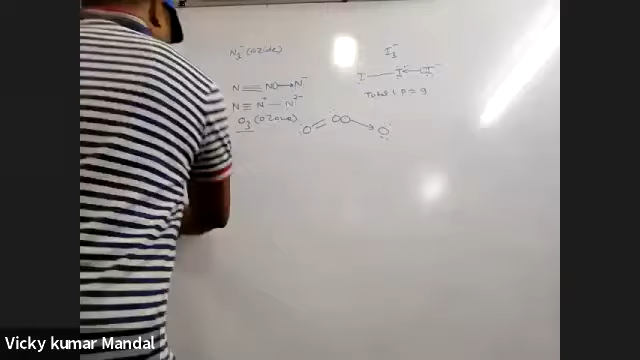 N₃⁻ (azide)
N≡N→N⁻
N≡N⁺—N²⁻
O₃ (ozone)
O=O→O
I₃⁻
I—I⁻←I
Total l.p = 9
Vicky kumar Mandal